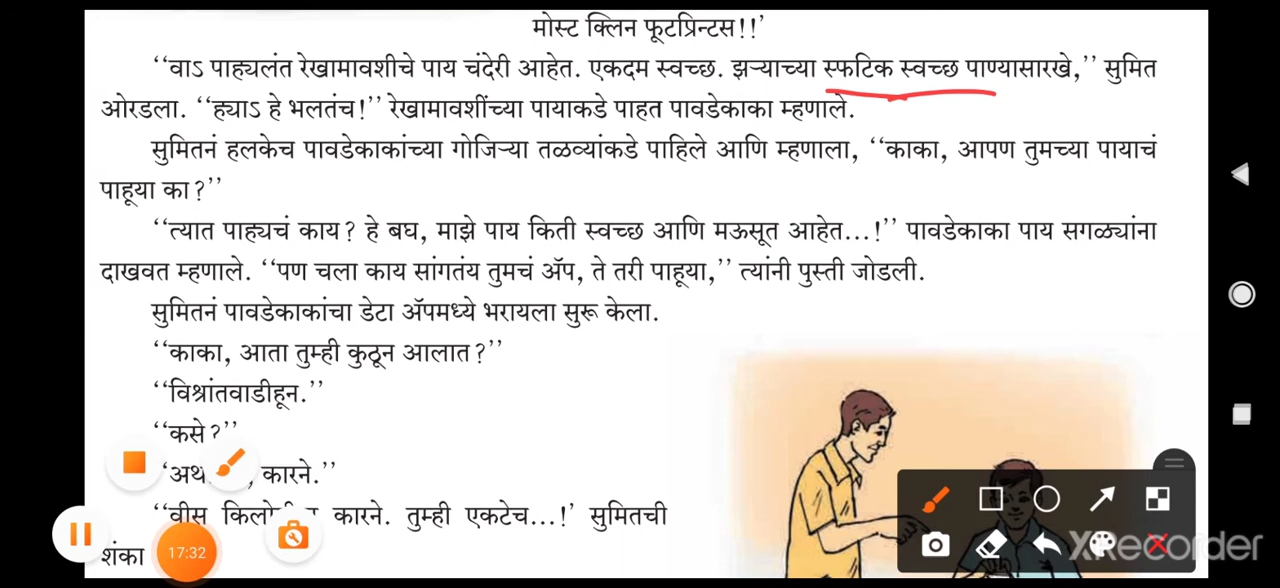 मोस्ट क्लिन फूटप्रिन्टस!!’
‘‘वाऽ पाह्यलंत रेखामावशीचे पाय चंदेरी आहेत. एकदम स्वच्छ. झऱ्याच्या स्फटिक स्वच्छ पाण्यासारखे,’’ सुमित
ओरडला. ‘‘ह्याऽ हे भलतंच!’’ रेखामावशींच्या पायाकडे पाहत पावडेकाका म्हणाले.
सुमितनं हलकेच पावडेकाकांच्या गोजिऱ्या तळव्यांकडे पाहिले आणि म्हणाला, ‘‘काका, आपण तुमच्या पायाचं
पाहूया का?’’
‘‘त्यात पाह्यचं काय? हे बघ, माझे पाय किती स्वच्छ आणि मऊसूत आहेत...!’’ पावडेकाका पाय सगळ्यांना
दाखवत म्हणाले. ‘‘पण चला काय सांगतंय तुमचं ॲप, ते तरी पाहूया,’’ त्यांनी पुस्ती जोडली.
सुमितनं पावडेकाकांचा डेटा ॲपमध्ये भरायला सुरू केला.
‘‘काका, आता तुम्ही कुठून आलात?’’
‘‘विश्रांतवाडीहून.’’
‘‘कसे?’’
कारने.’’
‘‘वीस कारने. तुम्ही एकटेच...!’ सुमितची
शंका
17:32
XRecorder